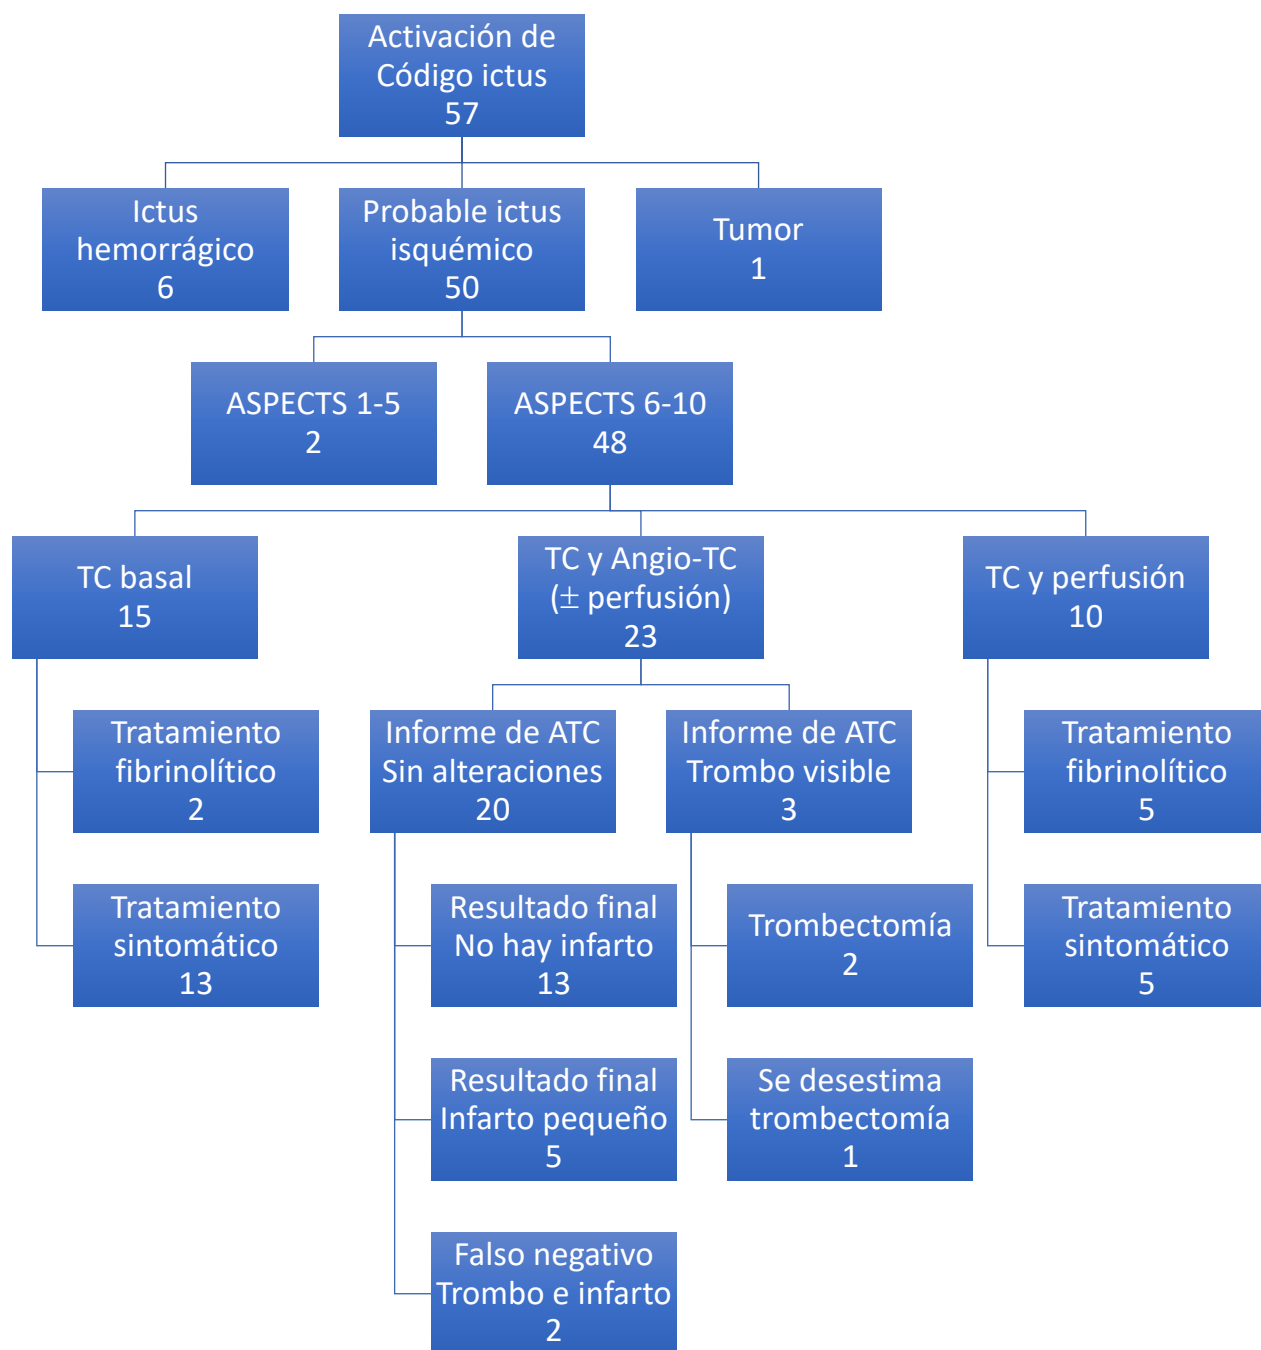 Activación de
Código ictus
57
Ictus
hemorrágico
6
Probable ictus
isquémico
50
Tumor
1
ASPECTS 1-5
2
ASPECTS 6-10
48
TC basal
15
TC y Angio-TC
(± perfusión)
23
TC y perfusión
10
Tratamiento
fibrinolítico
2
Tratamiento
sintomático
13
Informe de ATC
Sin alteraciones
20
Informe de ATC
Trombo visible
3
Resultado final
No hay infarto
13
Resultado final
Infarto pequeño
5
Falso negativo
Trombo e infarto
2
Trombectomía
2
Se desestima
trombectomía
1
Tratamiento
fibrinolítico
5
Tratamiento
sintomático
5